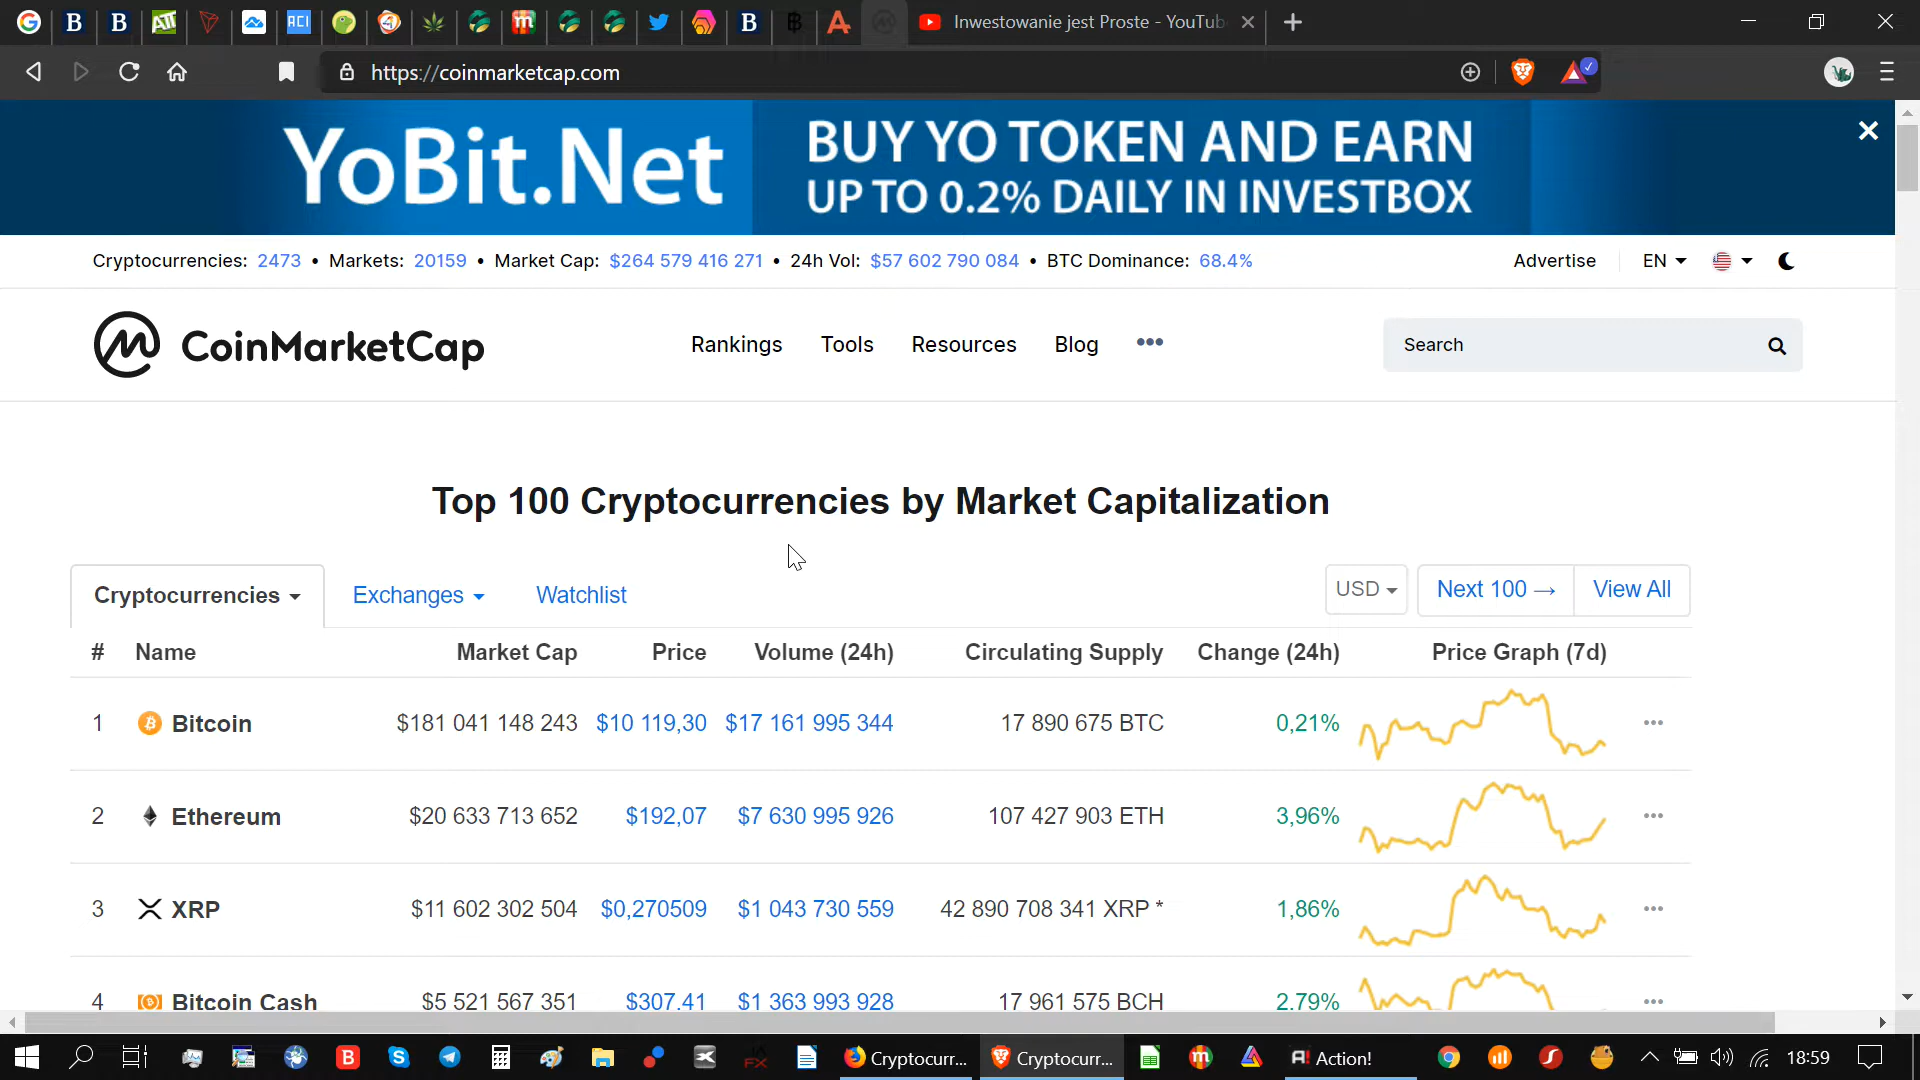 Inwestowanie jest Proste - YouTub
https://coinmarketcap.com
YoBit.Net
BUY YO TOKEN AND EARN
UP TO 0.2% DAILY IN INVESTBOX
Cryptocurrencies: 2473 • Markets: 20159 • Market Cap: $264 579 416 271 • 24h Vol: $57 602 790 084 • BTC Dominance: 68.4%
Advertise EN
CoinMarketCap
Rankings Tools Resources Blog •••
Search
Top 100 Cryptocurrencies by Market Capitalization
Cryptocurrencies Exchanges Watchlist USD Next 100 → View All
# Name Market Cap Price Volume (24h) Circulating Supply Change (24h) Price Graph (7d)
1 Bitcoin $181 041 148 243 $10 119,30 $17 161 995 344 17 890 675 BTC 0,21%
2 Ethereum $20 633 713 652 $192,07 $7 630 995 926 107 427 903 ETH 3,96%
3 XRP $11 602 302 504 $0,270509 $1 043 730 559 42 890 708 341 XRP * 1,86%
4 Bitcoin Cash $5 521 567 351 $307,41 $1 363 993 928 17 961 575 BCH 2,79%
Cryptocurr... Cryptocurr... Action! 18:59